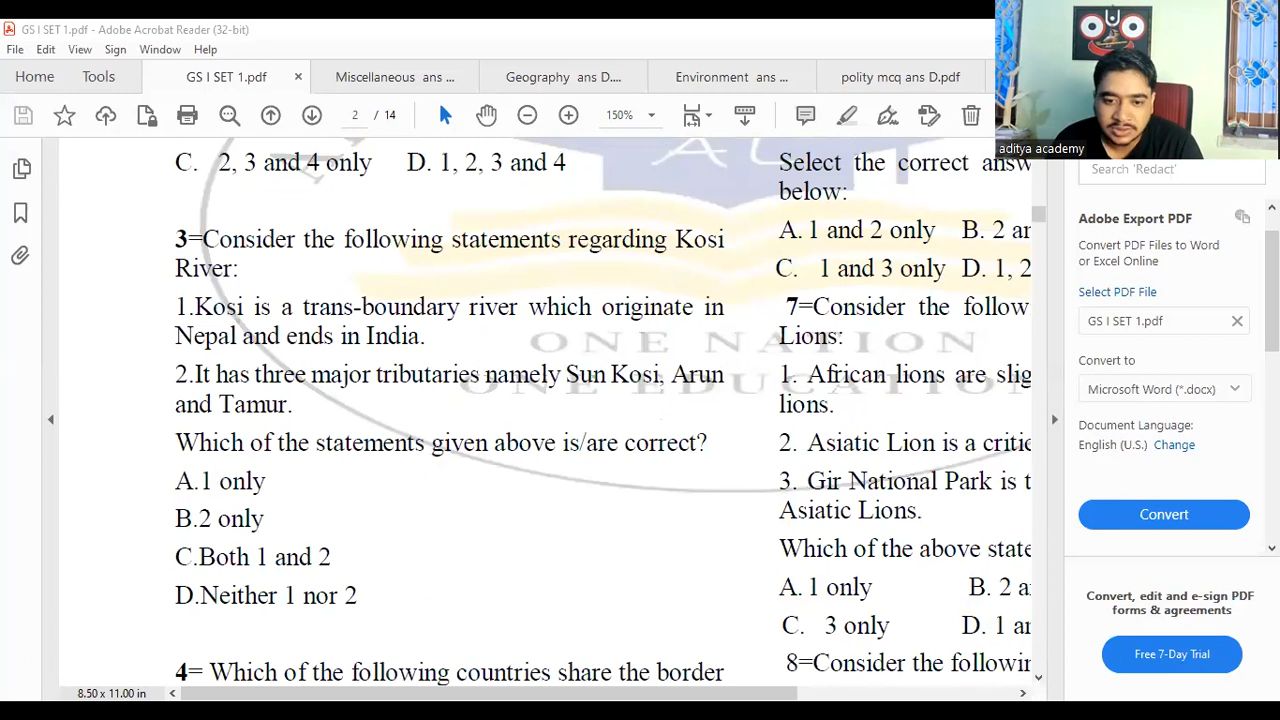 GS I SET 1.pdf - Adobe Acrobat Reader (32-bit)
File Edit View Sign Window Help
Home Tools GS I SET 1.pdf × Miscellaneous ans ... Geography ans D.... Environment ans ... polity mcq ans D.pdf
2 / 14 150%
aditya academy
C. 2, 3 and 4 only D. 1, 2, 3 and 4
3=Consider the following statements regarding Kosi
River:
1.Kosi is a trans-boundary river which originate in
Nepal and ends in India.
2.It has three major tributaries namely Sun Kosi, Arun
and Tamur.
Which of the statements given above is/are correct?
A.1 only
B.2 only
C.Both 1 and 2
D.Neither 1 nor 2
4= Which of the following countries share the border
Select the correct answ
below:
A. 1 and 2 only B. 2 an
C. 1 and 3 only D. 1, 2
7=Consider the follow
Lions:
1. African lions are slig
lions.
2. Asiatic Lion is a critic
3. Gir National Park is t
Asiatic Lions.
Which of the above state
A. 1 only B. 2 a
C. 3 only D. 1 an
8=Consider the followin
ONE NATION
ONE EDUCATION
8.50 x 11.00 in
Search 'Redact'
Adobe Export PDF
Convert PDF Files to Word
or Excel Online
Select PDF File
GS I SET 1.pdf
Convert to
Microsoft Word (*.docx)
Document Language:
English (U.S.) Change
Convert
Convert, edit and e-sign PDF
forms & agreements
Free 7-Day Trial